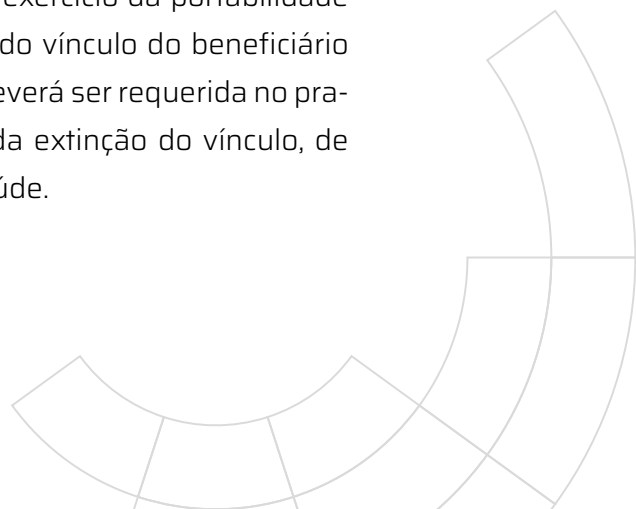 exercício da portabilidade
do vínculo do beneficiário
everá ser requerida no pra-
da extinção do vínculo, de
úde.